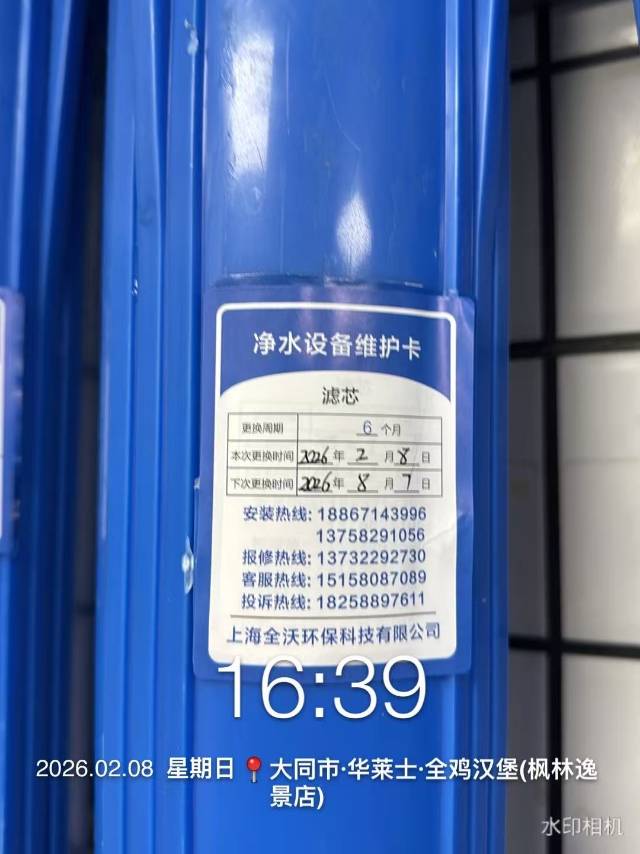 净水设备维护卡
滤芯
更换周期 6 个月
本次更换时间 2026 年 2 月 8 日
下次更换时间 2026 年 8 月 7 日
安装热线: 18867143996
13758291056
报修热线: 13732292730
客服热线: 15158087089
投诉热线: 18258897611
上海全沃环保科技有限公司
16:39
2026.02.08 星期日 📍 大同市·华莱士·全鸡汉堡(枫林逸
景店)
水印相机